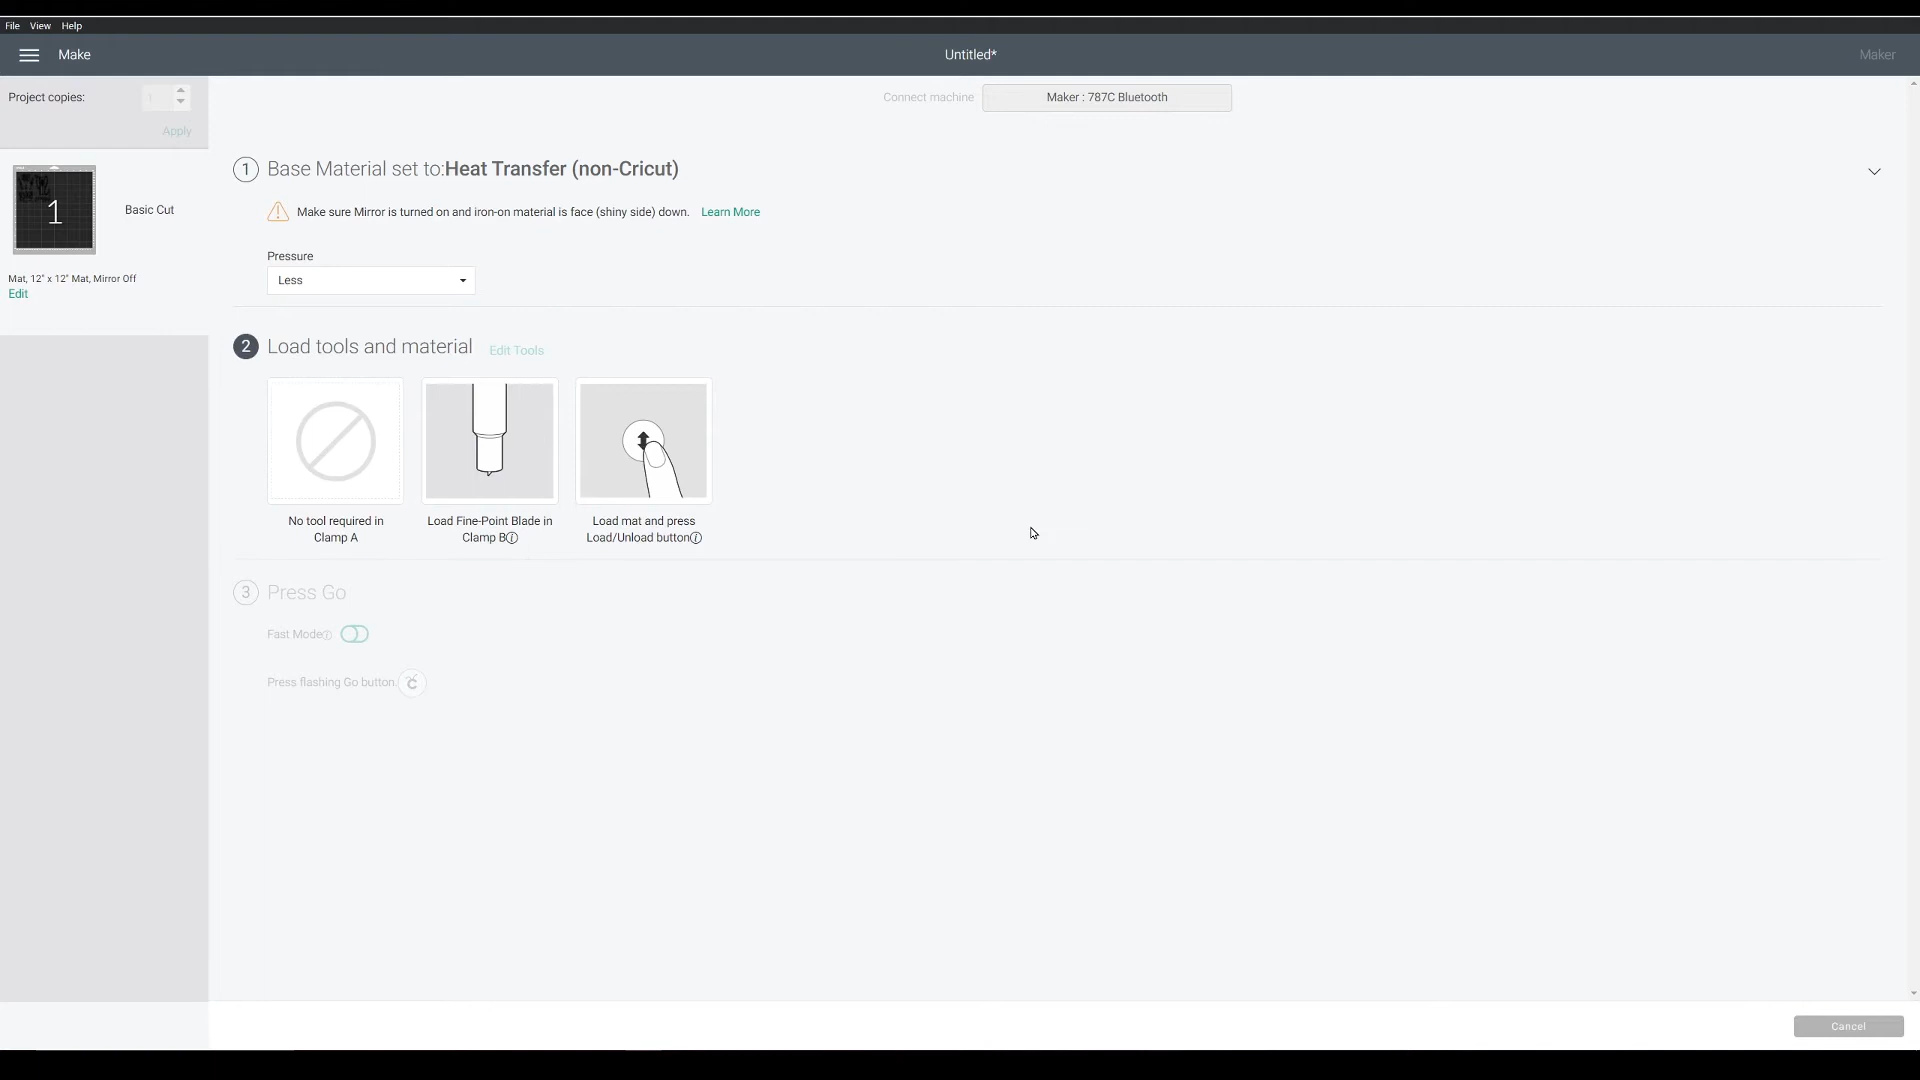 File View Help
Make
Untitled*
Maker
Project copies:
1
Apply
Connect machine
Maker : 787C Bluetooth
1 Base Material set to:Heat Transfer (non-Cricut)
Make sure Mirror is turned on and iron-on material is face (shiny side) down. Learn More
1
Basic Cut
Mat, 12" x 12" Mat, Mirror Off
Edit
Pressure
Less
2 Load tools and material Edit Tools
No tool required in
Clamp A
Load Fine-Point Blade in
Clamp B
Load mat and press
Load/Unload button
3 Press Go
Fast Mode
Press flashing Go button.
Cancel